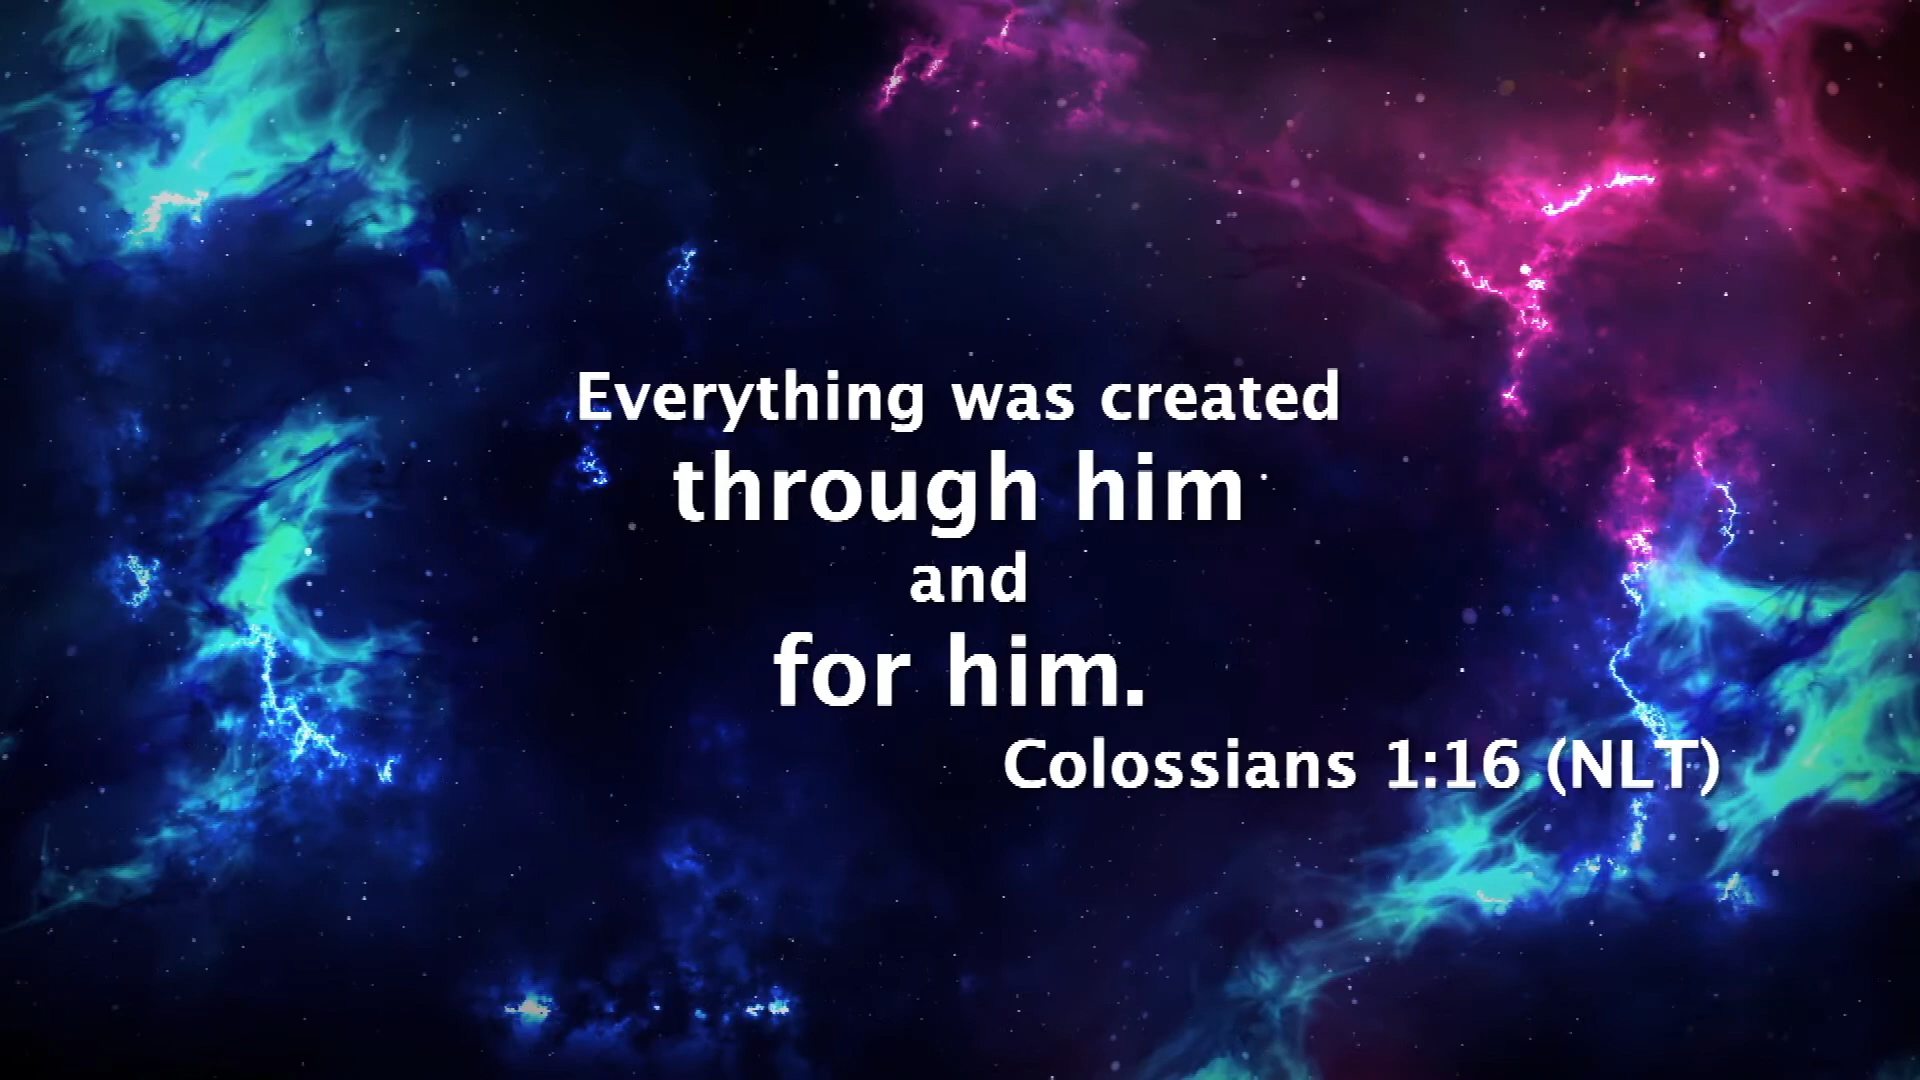 Everything was created
through him
and
for him.
Colossians 1:16 (NLT)